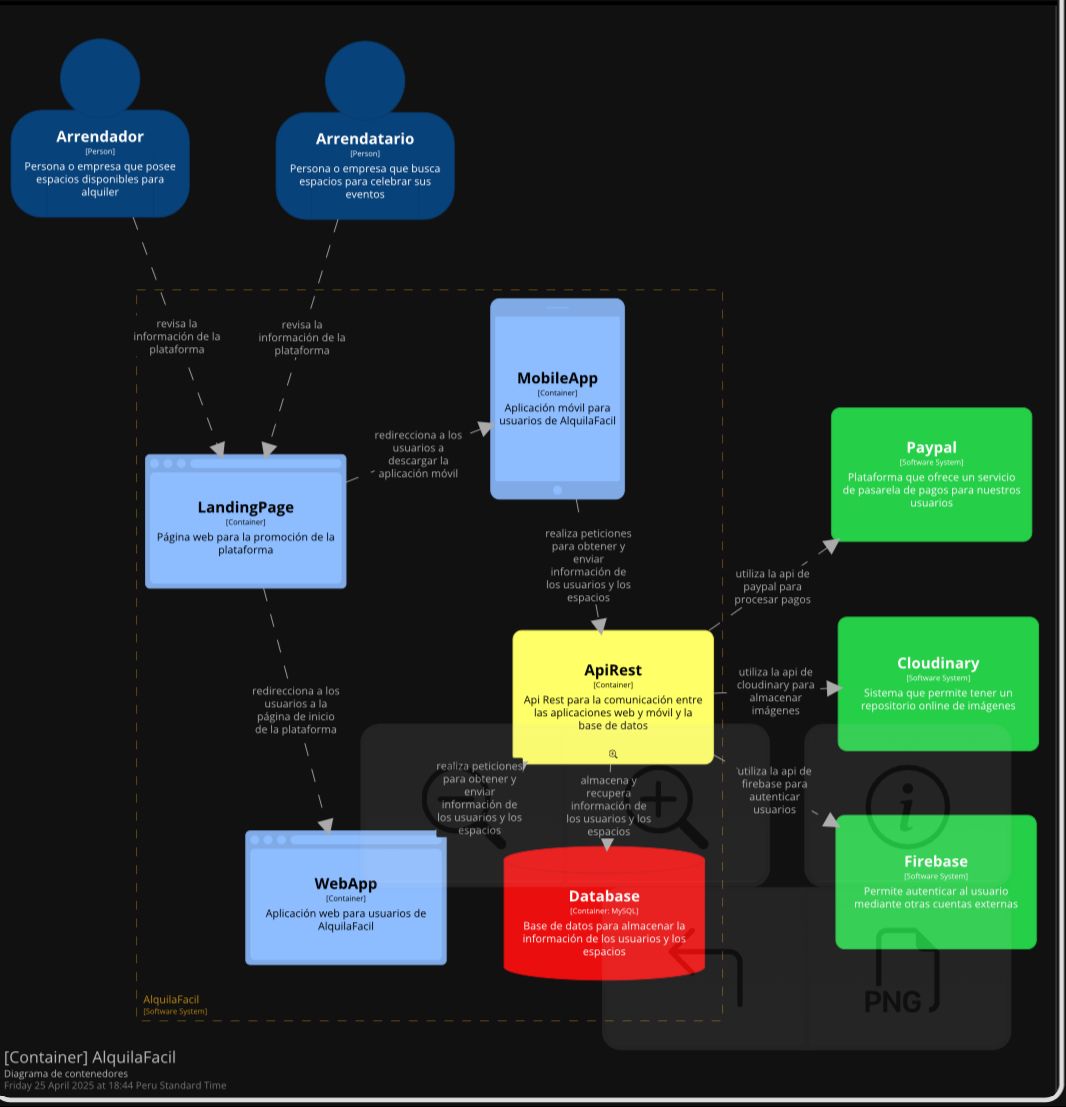 Arrendador
[Person]
Persona o empresa que posee
espacios disponibles para
alquiler
Arrendatario
[Person]
Persona o empresa que busca
espacios para celebrar sus
eventos
revisa la
información de la
plataforma
revisa la
información de la
plataforma
MobileApp
[Container]
Aplicación móvil para
usuarios de AlquilaFacil
redirecciona a los
usuarios a
descargar la
aplicación móvil
LandingPage
[Container]
Página web para la promoción de la
plataforma
Paypal
[Software System]
Plataforma que ofrece un servicio
de pasarela de pagos para nuestros
usuarios
realiza peticiones
para obtener y
enviar
información de
los usuarios y los
espacios
utiliza la api de
paypal para
procesar pagos
ApiRest
[Container]
Api Rest para la comunicación entre
las aplicaciones web y móvil y la
base de datos
utiliza la api de
cloudinary para
almacenar
imágenes
Cloudinary
[Software System]
Sistema que permite tener un
repositorio online de imágenes
redirecciona a los
usuarios a la
página de inicio
de la plataforma
realiza peticiones
para obtener y
enviar
información de
los usuarios y los
espacios
almacena y
recupera
información de
los usuarios y los
espacios
utiliza la api de
firebase para
autenticar
usuarios
WebApp
[Container]
Aplicación web para usuarios de
AlquilaFacil
Database
[Container: MySQL]
Base de datos para almacenar la
información de los usuarios y los
espacios
Firebase
[Software System]
Permite autenticar al usuario
mediante otras cuentas externas
PNG
AlquilaFacil
[Software System]
[Container] AlquilaFacil
Diagrama de contenedores
Friday 25 April 2025 at 18:44 Peru Standard Time